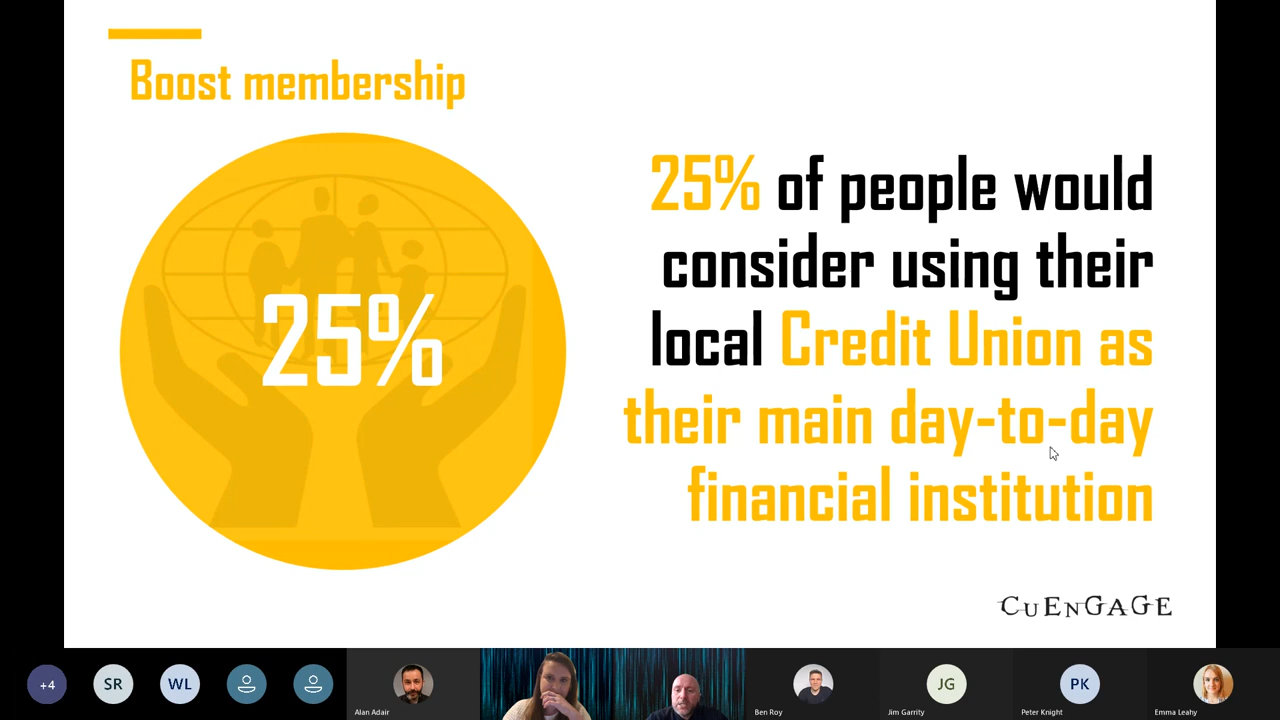 Boost membership
25%
25% of people would
consider using their
local Credit Union as
their main day-to-day
financial institution
CUENGAGE
+4
SR
WL
Alan Adair
Ben Roy
JG
Jim Garrity
PK
Peter Knight
Emma Leahy